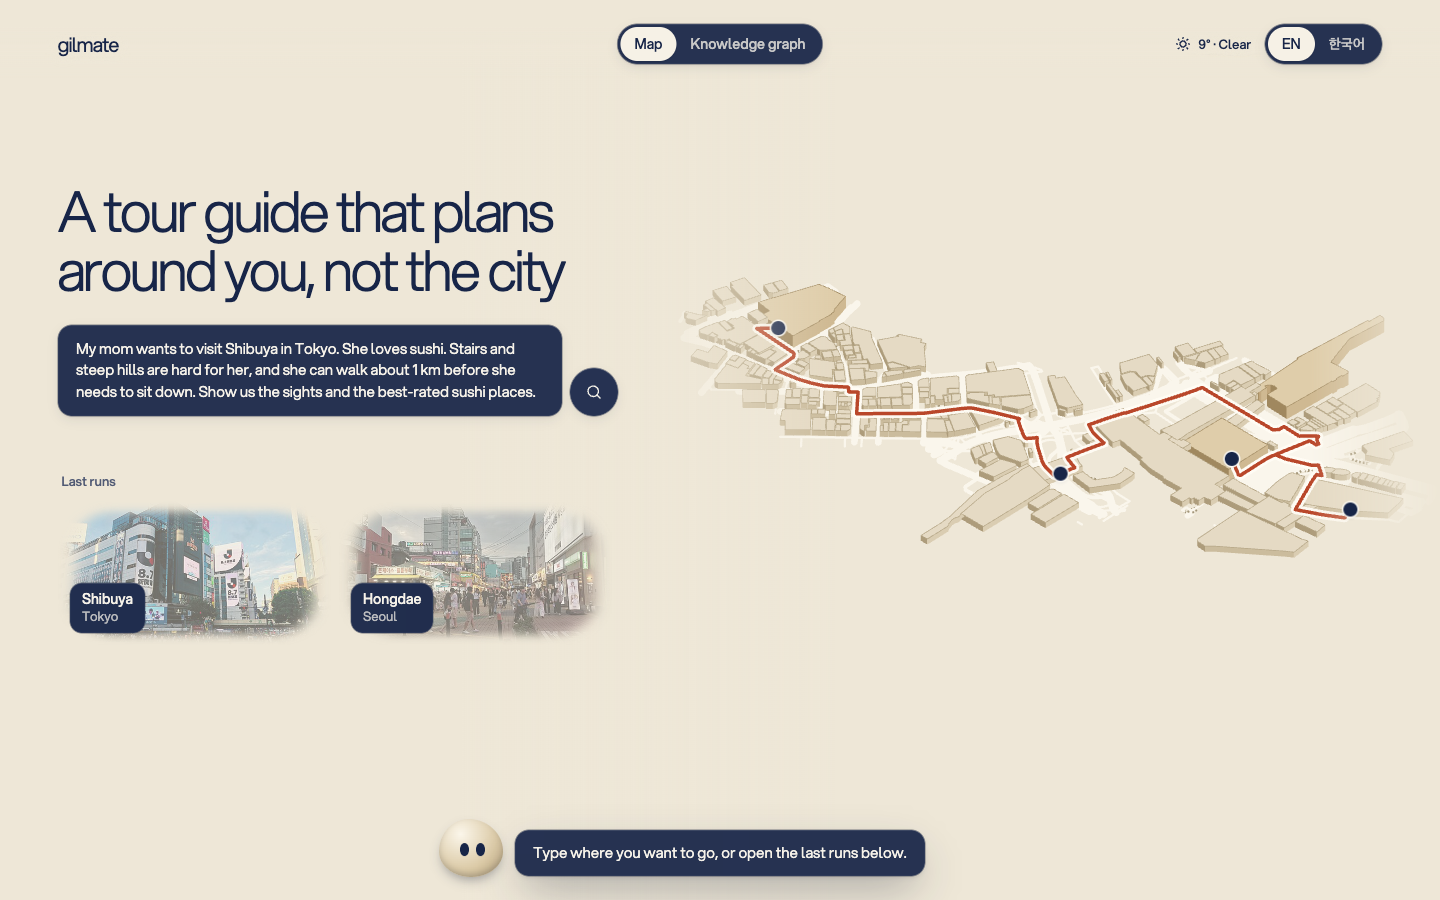 gilmate
Map
Knowledge graph
9° · Clear
EN
한국어
A tour guide that plans
around you, not the city
My mom wants to visit Shibuya in Tokyo. She loves sushi. Stairs and
steep hills are hard for her, and she can walk about 1 km before she
needs to sit down. Show us the sights and the best-rated sushi places.
Last runs
8.7
8.7
Shibuya
Tokyo
Hongdae
Seoul
Type where you want to go, or open the last runs below.